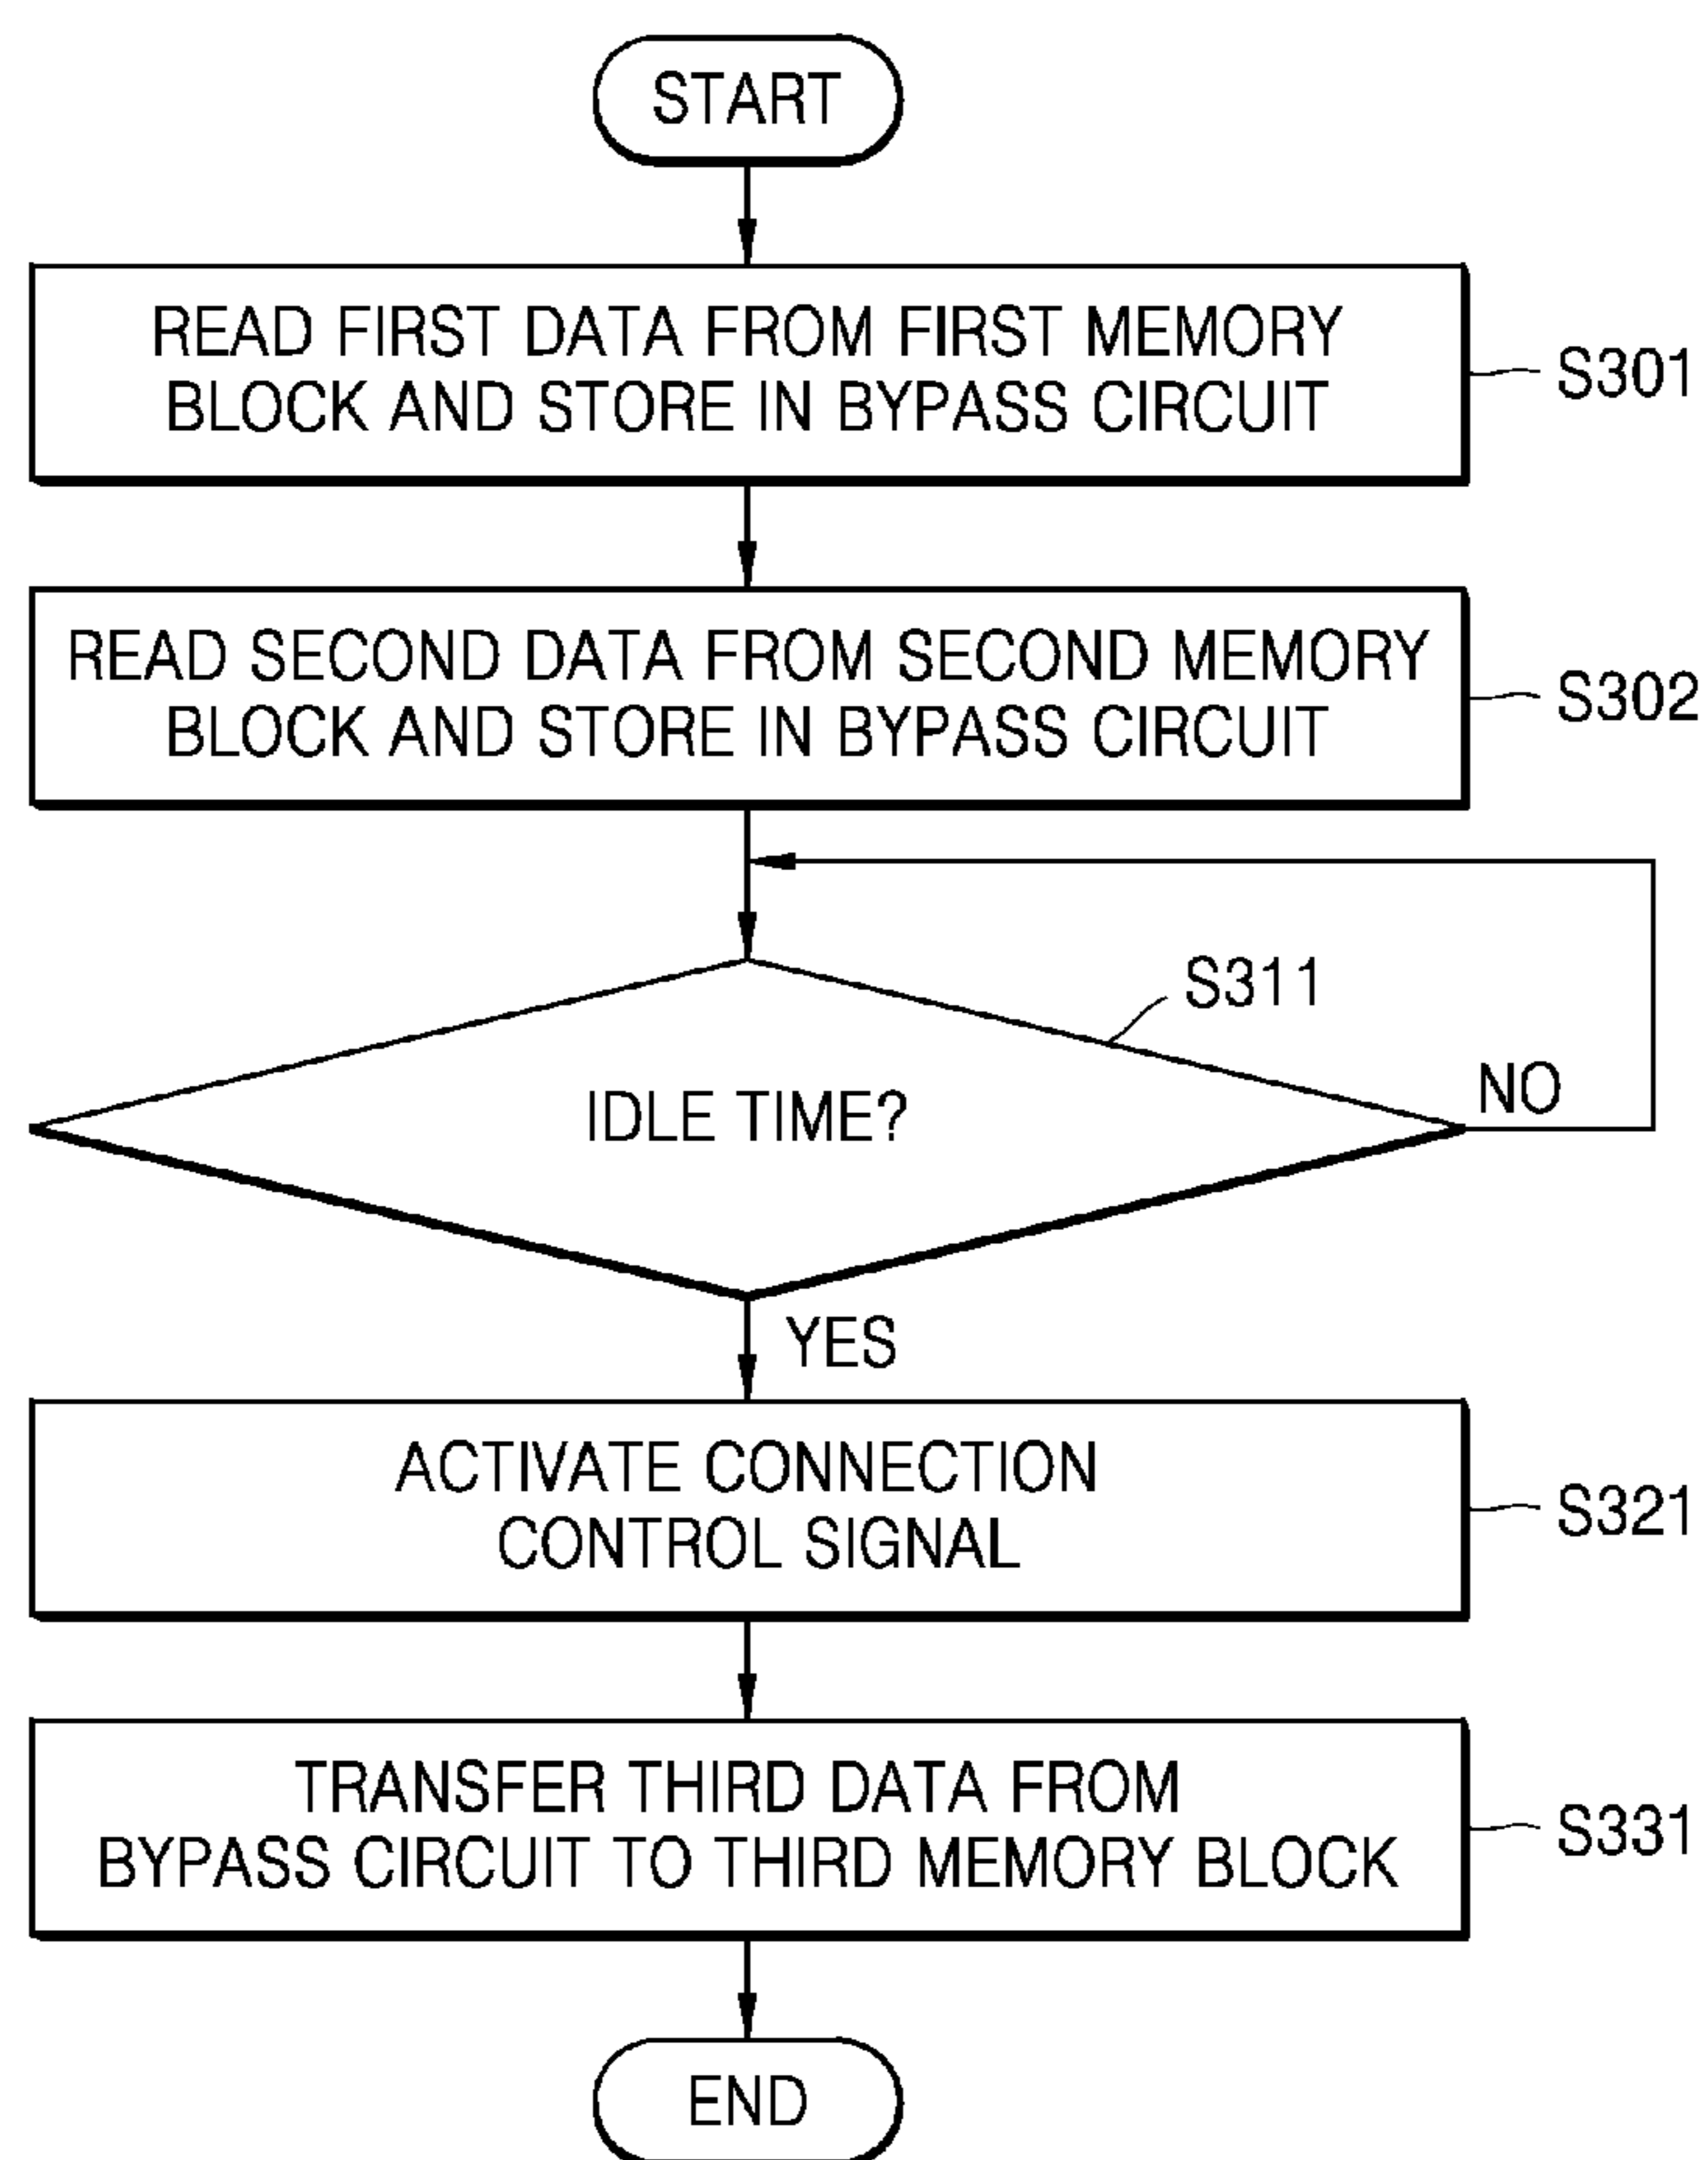 START
READ FIRST DATA FROM FIRST MEMORY
BLOCK AND STORE IN BYPASS CIRCUIT
S301
READ SECOND DATA FROM SECOND MEMORY
BLOCK AND STORE IN BYPASS CIRCUIT
S302
S311
IDLE TIME?
NO
YES
ACTIVATE CONNECTION
CONTROL SIGNAL
S321
TRANSFER THIRD DATA FROM
BYPASS CIRCUIT TO THIRD MEMORY BLOCK
S331
END